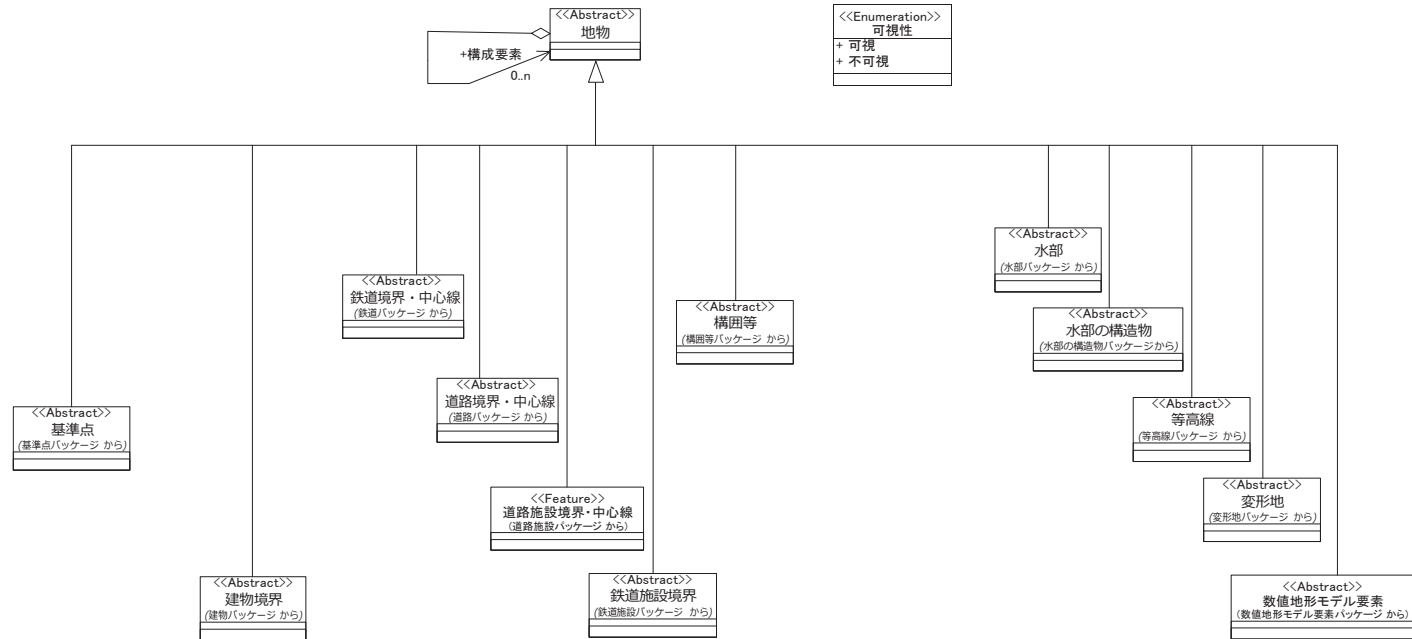 <<Abstract>>
地物
+構成要素
0..n
<<Enumeration>>
可視性
+ 可視
+ 不可視
<<Abstract>>
水部
(水部パッケージ から)
<<Abstract>>
鉄道境界・中心線
(鉄道パッケージ から)
<<Abstract>>
構囲等
(構囲等パッケージ から)
<<Abstract>>
水部の構造物
(水部の構造物パッケージから)
<<Abstract>>
道路境界・中心線
(道路パッケージ から)
<<Abstract>>
等高線
(等高線パッケージ から)
<<Abstract>>
基準点
(基準点パッケージ から)
<<Feature>>
道路施設境界・中心線
(道路施設パッケージ から)
<<Abstract>>
変形地
(変形地パッケージ から)
<<Abstract>>
建物境界
(建物パッケージ から)
<<Abstract>>
鉄道施設境界
(鉄道施設パッケージ から)
<<Abstract>>
数値地形モデル要素
(数値地形モデル要素パッケージ から)